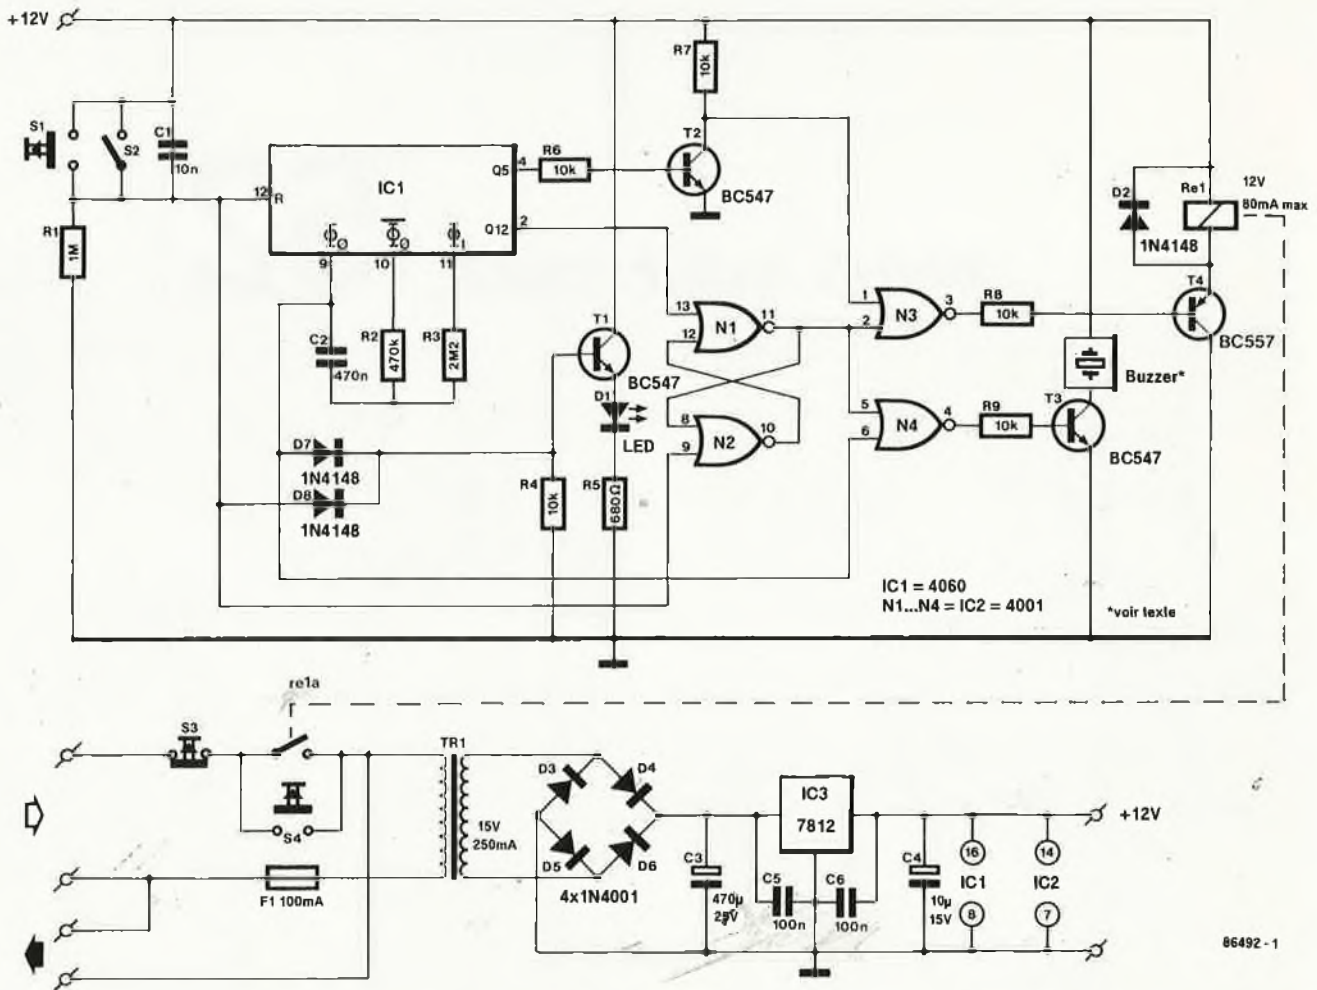 +12V
S1
S2
C1
10n
R1
1M
12
R
IC1
Q5
4
Q12
2
Ø
Ø
I
9
10
11
R6
10k
R7
10k
T2
BC547
C2
470n
R2
470k
R3
2M2
T1
BC547
D1
LED
D7
1N4148
D8
1N4148
R4
10k
R5
680Ω
13
12
N1
11
8
9
N2
10
1
2
N3
3
5
6
N4
4
R8
10k
R9
10k
D2
1N4148
Re1
12V
80mA max
T4
BC557
Buzzer*
T3
BC547
IC1 = 4060
N1...N4 = IC2 = 4001
*voir texte
re1a
S3
S4
F1 100mA
TR1
15V
250mA
D3
D4
D5
D6
4x1N4001
C3
470µ
25V
C5
100n
IC3
7812
C6
100n
C4
10µ
15V
16
IC1
8
14
IC2
7
+12V
86492 - 1